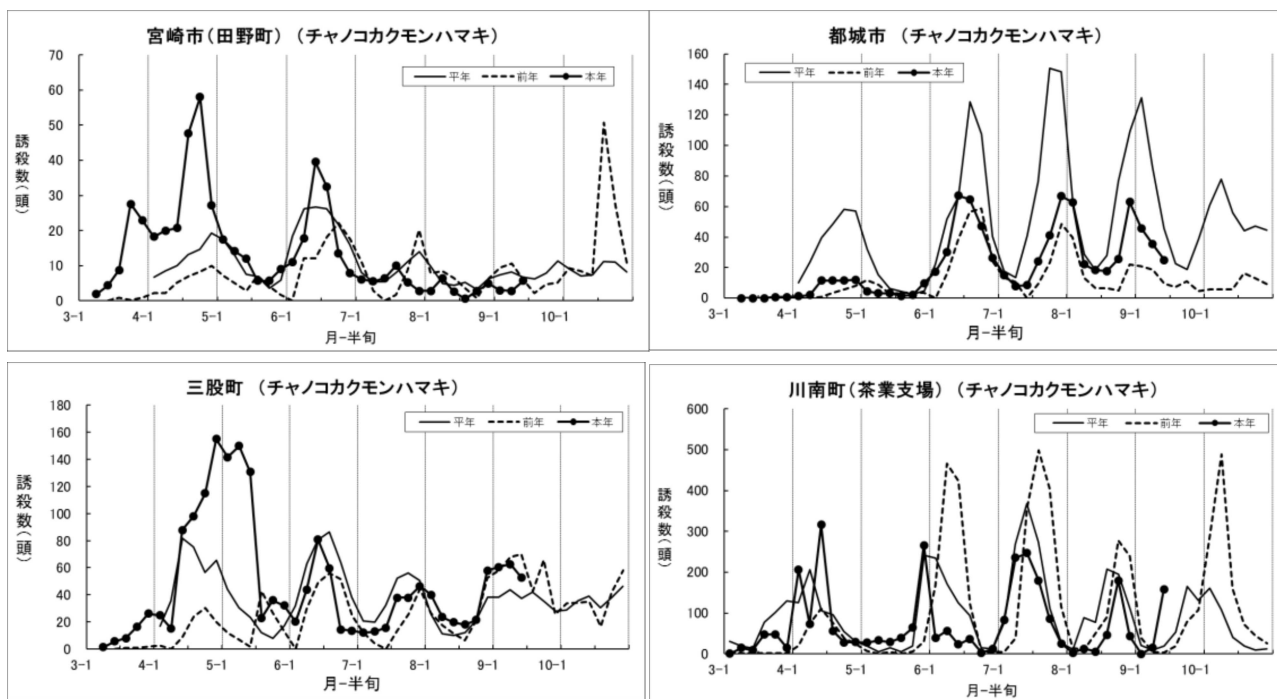 宮崎市(田野町) (チャノコカクモンハマキ)
平年 前年 本年
誘殺数(頭)
70
60
50
40
30
20
10
0
3-1 4-1 5-1 6-1 7-1 8-1 9-1 10-1
月-半旬
都城市 (チャノコカクモンハマキ)
平年 前年 本年
誘殺数(頭)
160
140
120
100
80
60
40
20
0
3-1 4-1 5-1 6-1 7-1 8-1 9-1 10-1
月-半旬
三股町 (チャノコカクモンハマキ)
平年 前年 本年
誘殺数(頭)
180
160
140
120
100
80
60
40
20
0
3-1 4-1 5-1 6-1 7-1 8-1 9-1 10-1
月-半旬
川南町(茶業支場) (チャノコカクモンハマキ)
平年 前年 本年
誘殺数(頭)
600
500
400
300
200
100
0
3-1 4-1 5-1 6-1 7-1 8-1 9-1 10-1
月-半旬